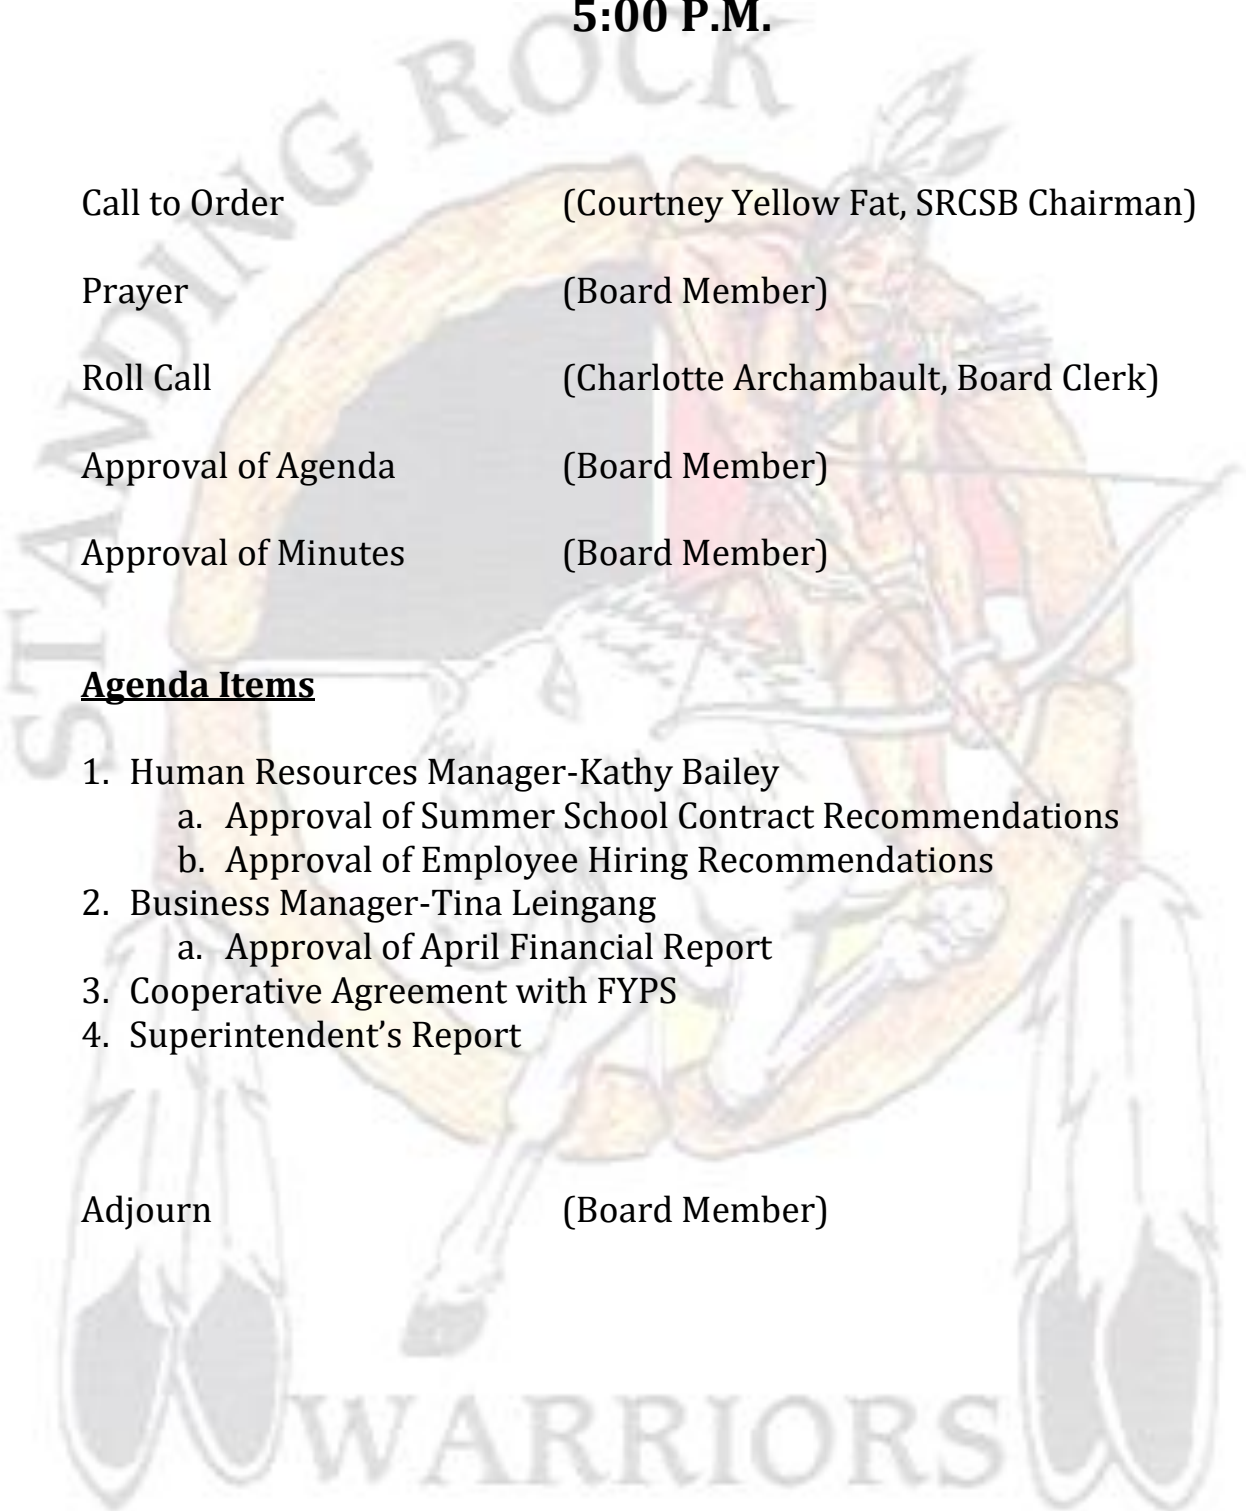 5:00 P.M.
STANDING ROCK
Call to Order (Courtney Yellow Fat, SRCSB Chairman)
Prayer (Board Member)
Roll Call (Charlotte Archambault, Board Clerk)
Approval of Agenda (Board Member)
Approval of Minutes (Board Member)
Agenda Items
1. Human Resources Manager-Kathy Bailey
a. Approval of Summer School Contract Recommendations
b. Approval of Employee Hiring Recommendations
2. Business Manager-Tina Leingang
a. Approval of April Financial Report
3. Cooperative Agreement with FYPS
4. Superintendent’s Report
Adjourn (Board Member)
WARRIORS